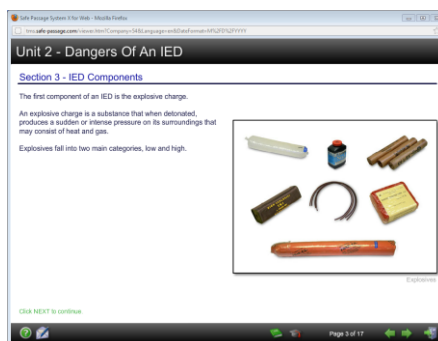 Safe Passage System II for Web - Mozilla Firefox
Unit 2 - Dangers Of An IED
Section 3 - IED Components
The first component of an IED is the explosive charge.
An explosive charge is a substance that when detonated,
produces a sudden or intense pressure on its surroundings that
may consist of heat and gas.
Explosives fall into two main categories, low and high.
Explosives
Click NEXT to continue
Page 3 of 17